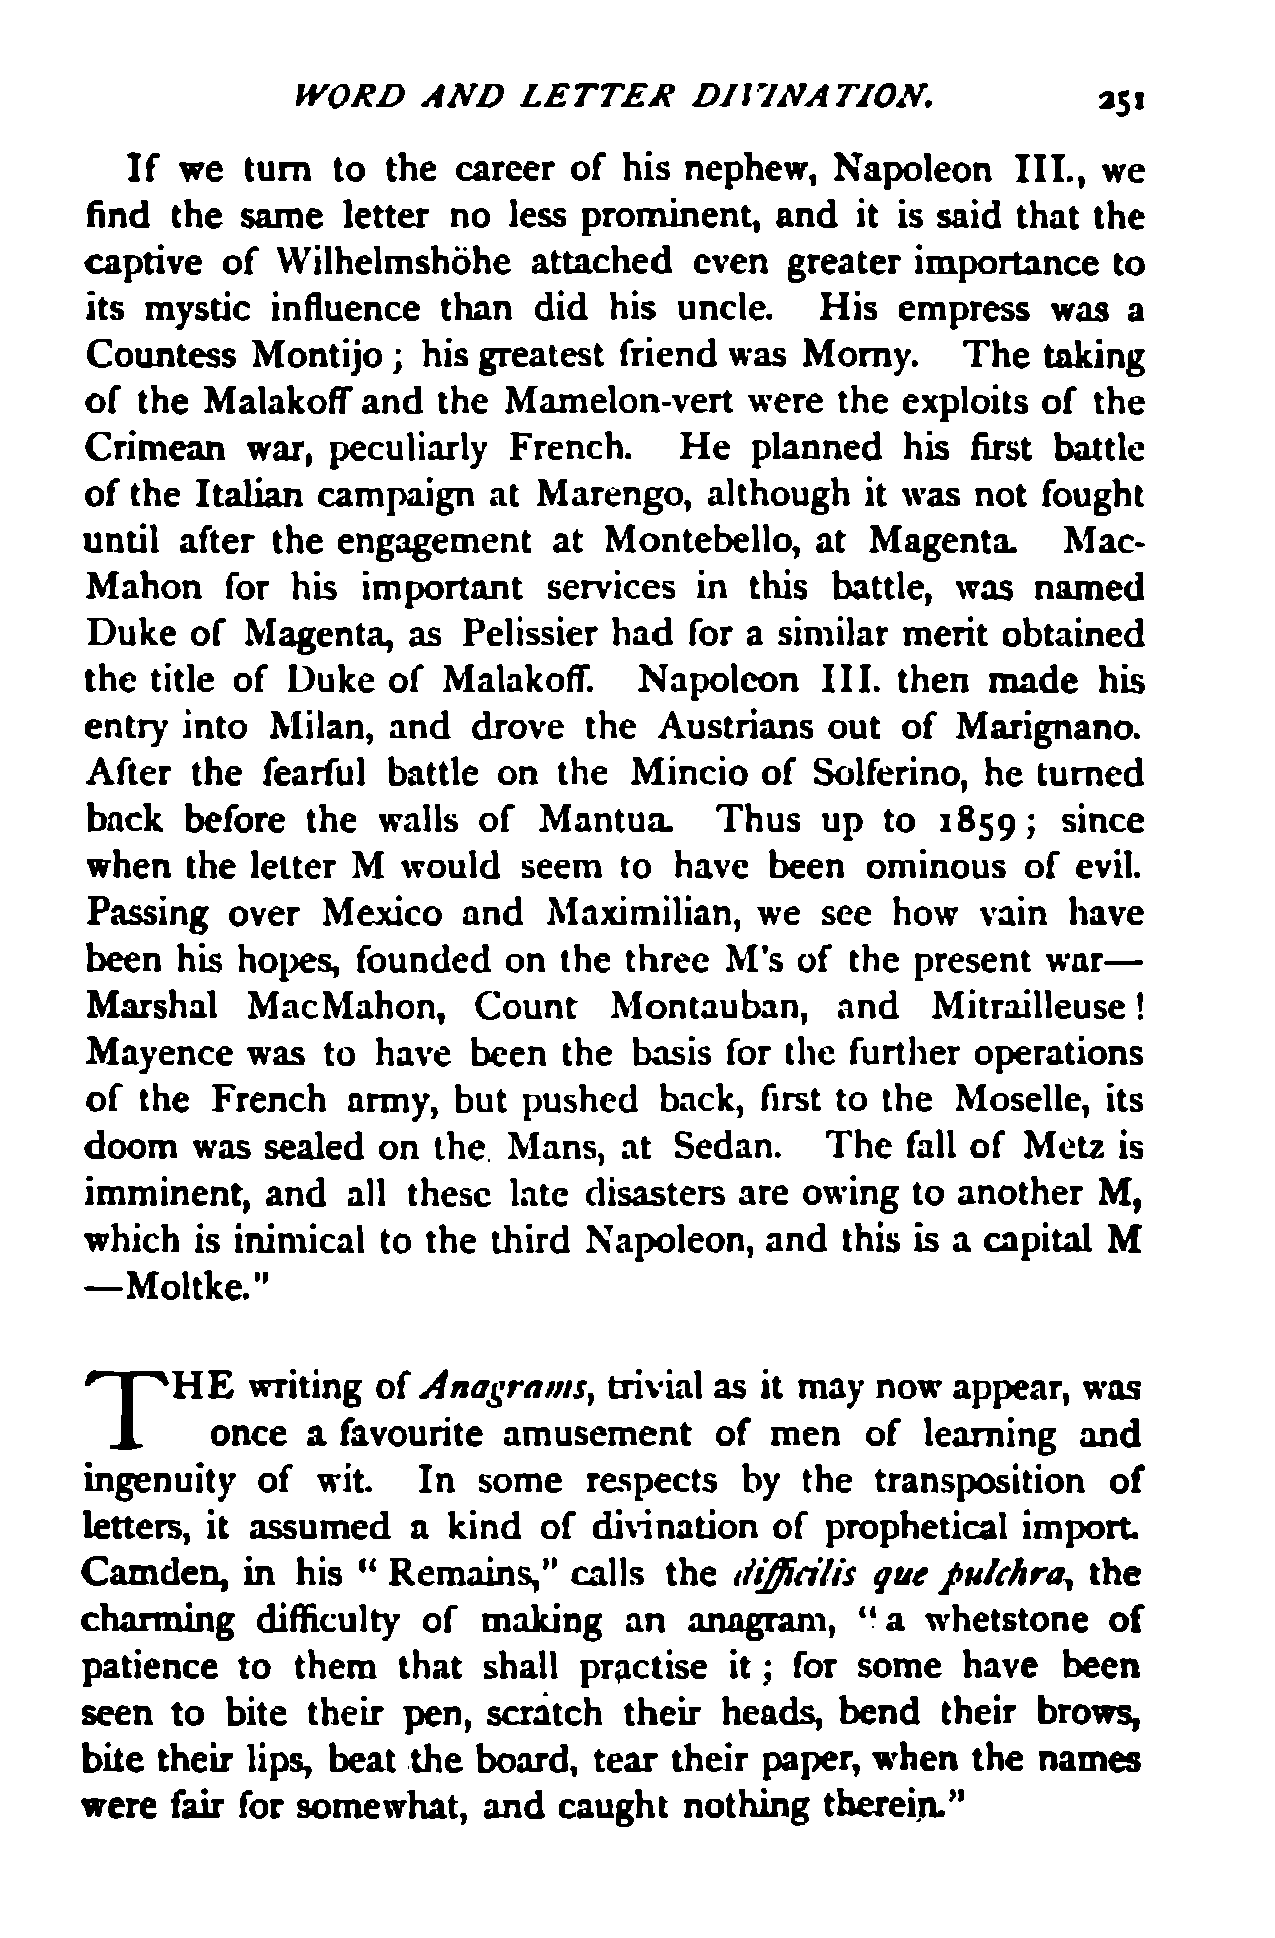 WORD AND LETTER DIVINATION. 251
If we turn to the career of his nephew, Napoleon III., we
find the same letter no less prominent, and it is said that the
captive of Wilhelmshöhe attached even greater importance to
its mystic influence than did his uncle. His empress was a
Countess Montijo ; his greatest friend was Morny. The taking
of the Malakoff and the Mamelon-vert were the exploits of the
Crimean war, peculiarly French. He planned his first battle
of the Italian campaign at Marengo, although it was not fought
until after the engagement at Montebello, at Magenta. Mac-
Mahon for his important services in this battle, was named
Duke of Magenta, as Pelissier had for a similar merit obtained
the title of Duke of Malakoff. Napoleon III. then made his
entry into Milan, and drove the Austrians out of Marignano.
After the fearful battle on the Mincio of Solferino, he turned
back before the walls of Mantua. Thus up to 1859 ; since
when the letter M would seem to have been ominous of evil.
Passing over Mexico and Maximilian, we see how vain have
been his hopes, founded on the three M's of the present war—
Marshal MacMahon, Count Montauban, and Mitrailleuse !
Mayence was to have been the basis for the further operations
of the French army, but pushed back, first to the Moselle, its
doom was sealed on the Mans, at Sedan. The fall of Metz is
imminent, and all these late disasters are owing to another M,
which is inimical to the third Napoleon, and this is a capital M
—Moltke."
THE writing of Anagrams, trivial as it may now appear, was
once a favourite amusement of men of learning and
ingenuity of wit. In some respects by the transposition of
letters, it assumed a kind of divination of prophetical import.
Camden, in his " Remains," calls the difficilis que pulchra, the
charming difficulty of making an anagram, " a whetstone of
patience to them that shall practise it ; for some have been
seen to bite their pen, scratch their heads, bend their brows,
bite their lips, beat the board, tear their paper, when the names
were fair for somewhat, and caught nothing therein."